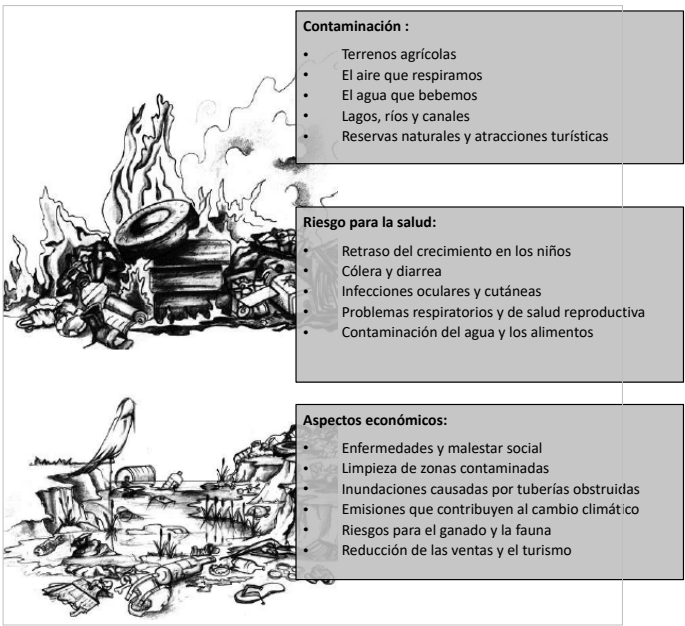 Contaminación :
• Terrenos agrícolas
• El aire que respiramos
• El agua que bebemos
• Lagos, ríos y canales
• Reservas naturales y atracciones turísticas
Riesgo para la salud:
• Retraso del crecimiento en los niños
• Cólera y diarrea
• Infecciones oculares y cutáneas
• Problemas respiratorios y de salud reproductiva
• Contaminación del agua y los alimentos
Aspectos económicos:
• Enfermedades y malestar social
• Limpieza de zonas contaminadas
• Inundaciones causadas por tuberías obstruidas
• Emisiones que contribuyen al cambio climático
• Riesgos para el ganado y la fauna
• Reducción de las ventas y el turismo